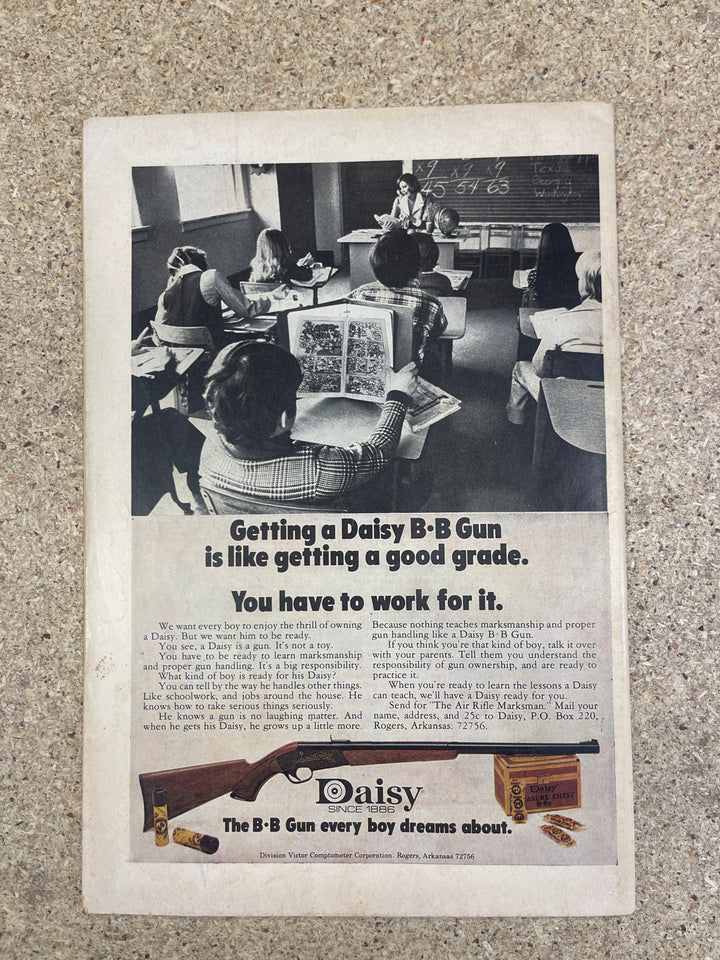 x9 x9 x9
45 54 63
Texas
Georgia
Washington
Getting a Daisy B·B Gun
is like getting a good grade.
You have to work for it.
We want every boy to enjoy the thrill of owning
a Daisy. But we want him to be ready.
You see, a Daisy is a gun. It's not a toy.
You have to be ready to learn marksmanship
and proper gun handling. It's a big responsibility.
What kind of boy is ready for his Daisy?
You can tell by the way he handles other things.
Like schoolwork, and jobs around the house. He
knows how to take serious things seriously.
He knows a gun is no laughing matter. And
when he gets his Daisy, he grows up a little more.
Because nothing teaches marksmanship and proper
gun handling like a Daisy B·B Gun.
If you think you're that kind of boy, talk it over
with your parents. Tell them you understand the
responsibility of gun ownership, and are ready to
practice it.
When you're ready to learn the lessons a Daisy
can teach, we'll have a Daisy ready for you.
Send for "The Air Rifle Marksman." Mail your
name, address, and 25c to Daisy, P.O. Box 220,
Rogers, Arkansas. 72756.
Daisy
SINCE 1886
Daisy
CHEST
B·Bs
The B·B Gun every boy dreams about.
Division Victor Comptometer Corporation. Rogers, Arkansas 72756